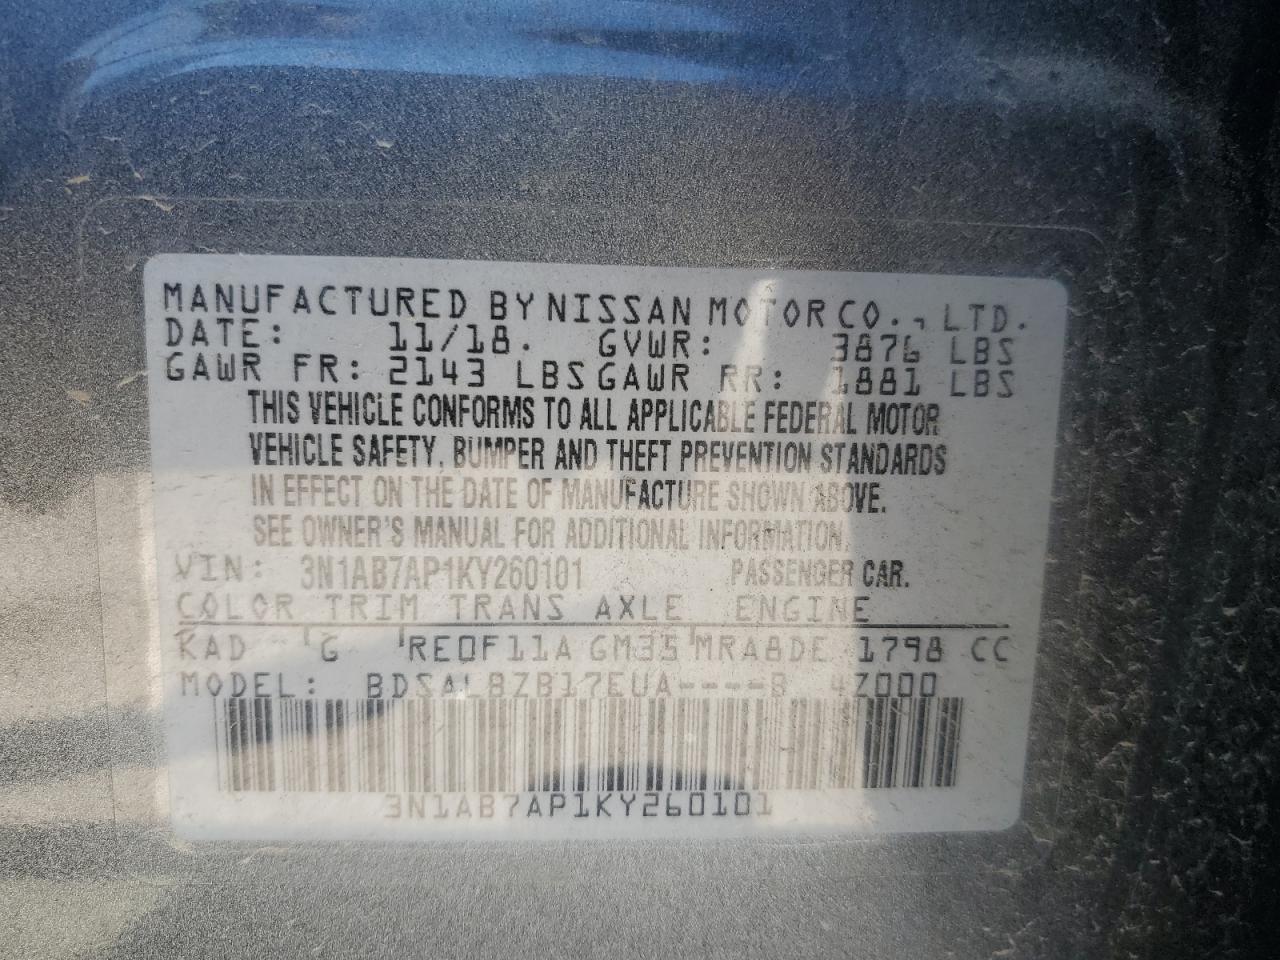 MANUFACTURED BY NISSAN MOTOR CO., LTD.
DATE: 11/18. GVWR: 3876 LBS
GAWR FR: 2143 LBS GAWR RR: 1881 LBS
THIS VEHICLE CONFORMS TO ALL APPLICABLE FEDERAL MOTOR
VEHICLE SAFETY, BUMPER AND THEFT PREVENTION STANDARDS
IN EFFECT ON THE DATE OF MANUFACTURE SHOWN ABOVE.
SEE OWNER'S MANUAL FOR ADDITIONAL INFORMATION.
VIN: 3N1AB7AP1KY260101 PASSENGER CAR.
COLOR TRIM TRANS AXLE ENGINE
KAD G RE0F11A GM35 MRA8DE 1798 CC
MODEL: BDSALBZB17EUA----B 4Z000
3N1AB7AP1KY260101